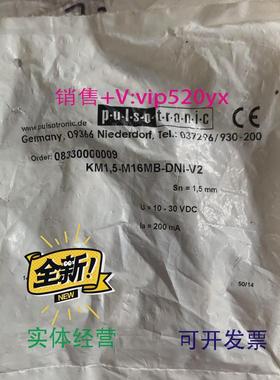 销售+V:vip520yx
pulsotronic
www.pulsotronic.de
Germany, 09366 Niederdorf, Tel.: 037296/930-200
Order: 08330000009
KM1,5-M16MB-DNI-V2
Sn = 1,5 mm
U = 10 - 30 VDC
Ia = 200 mA
全新!
NEW
50/14
实体经营
可开发票